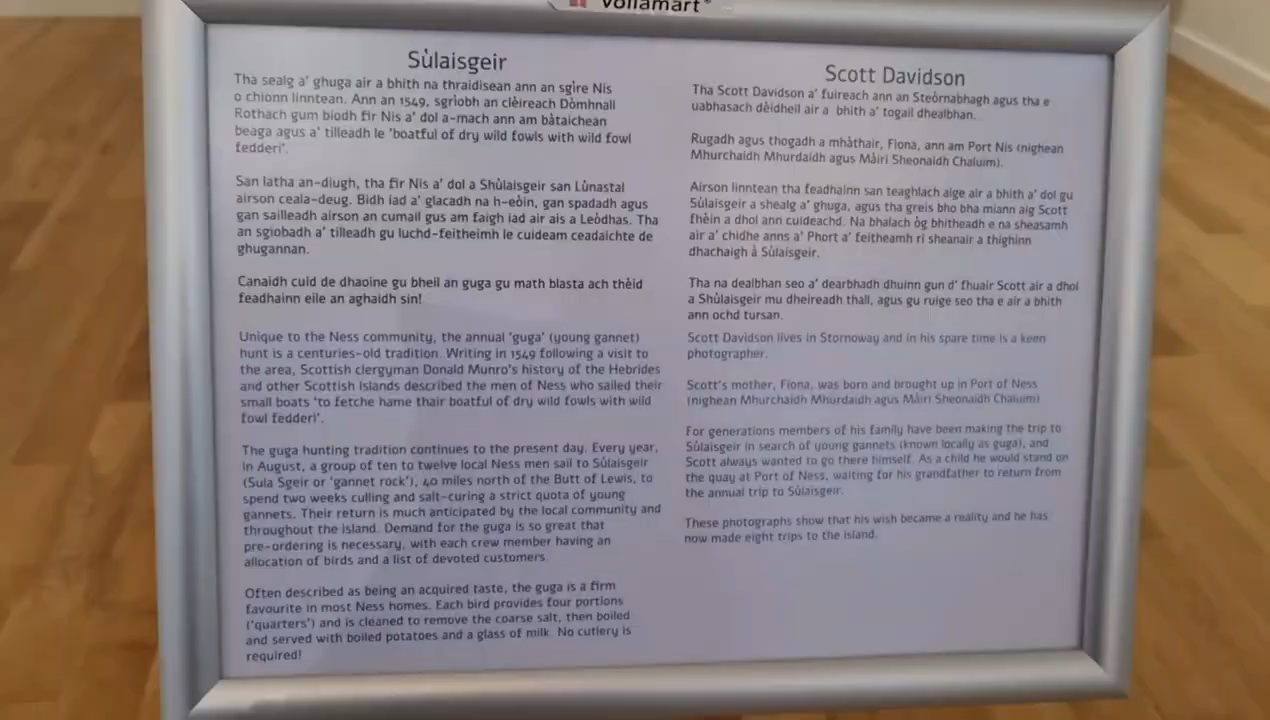 Vonamart
Sùlaisgeir
Tha sealg a' ghuga air a bhith na thraidisean ann an sgìre Nis
o chionn linntean. Ann an 1549, sgrìobh an clèireach Dòmhnall
Rothach gum biodh fir Nis a' dol a-mach ann am bàtaichean
beaga agus a' tilleadh le 'boatful of dry wild fowls with wild fowl
fedderi'.
San latha an-diugh, tha fir Nis a' dol a Shùlaisgeir san Lùnastal
airson ceala-deug. Bidh iad a' glacadh na h-eòin, gan spadadh agus
gan sailleadh airson an cumail gus am faigh iad air ais a Leòdhas. Tha
an sgiobadh a' tilleadh gu luchd-feitheimh le cuideam ceadaichte de
ghugannan.
Canaidh cuid de dhaoine gu bheil an guga gu math blasta ach thèid
feadhainn eile an aghaidh sin!
Unique to the Ness community, the annual 'guga' (young gannet)
hunt is a centuries-old tradition. Writing in 1549 following a visit to
the area, Scottish clergyman Donald Munro's history of the Hebrides
and other Scottish Islands described the men of Ness who sailed their
small boats 'to fetche hame thair boatful of dry wild fowls with wild
fowl fedderi'.
The guga hunting tradition continues to the present day. Every year,
in August, a group of ten to twelve local Ness men sail to Sùlaisgeir
(Sula Sgeir or 'gannet rock'), 40 miles north of the Butt of Lewis, to
spend two weeks culling and salt-curing a strict quota of young
gannets. Their return is much anticipated by the local community and
throughout the island. Demand for the guga is so great that
pre-ordering is necessary, with each crew member having an
allocation of birds and a list of devoted customers.
Often described as being an acquired taste, the guga is a firm
favourite in most Ness homes. Each bird provides four portions
('quarters') and is cleaned to remove the coarse salt, then boiled
and served with boiled potatoes and a glass of milk. No cutlery is
required!
Scott Davidson
Tha Scott Davidson a' fuireach ann an Steòrnabhagh agus tha e
uabhasach dèidheil air a bhith a' togail dhealbhan.
Rugadh agus thogadh a mhàthair, Fiona, ann am Port Nis (nighean
Mhurchaidh Mhurdaidh agus Màiri Sheonaidh Chaluim).
Airson linntean tha feadhainn san teaghlach aige air a bhith a' dol gu
Sùlaisgeir a shealg a' ghuga, agus tha greis bho bha miann aig Scott
fhèin a dhol ann cuideachd. Na bhalach òg bhitheadh e na sheasamh
air a' chidhe anns a' Phort a' feitheamh ri sheanair a thighinn
dhachaigh à Sùlaisgeir.
Tha na dealbhan seo a' dearbhadh dhuinn gun d' fhuair Scott air a dhol
a Shùlaisgeir mu dheireadh thall, agus gu ruige seo tha e air a bhith
ann ochd tursan.
Scott Davidson lives in Stornoway and in his spare time is a keen
photographer.
Scott's mother, Fiona, was born and brought up in Port of Ness
(nighean Mhurchaidh Mhurdaidh agus Màiri Sheonaidh Chaluim)
For generations members of his family have been making the trip to
Sùlaisgeir in search of young gannets (known locally as guga), and
Scott always wanted to go there himself. As a child he would stand on
the quay at Port of Ness, waiting for his grandfather to return from
the annual trip to Sùlaisgeir.
These photographs show that his wish became a reality and he has
now made eight trips to the island.